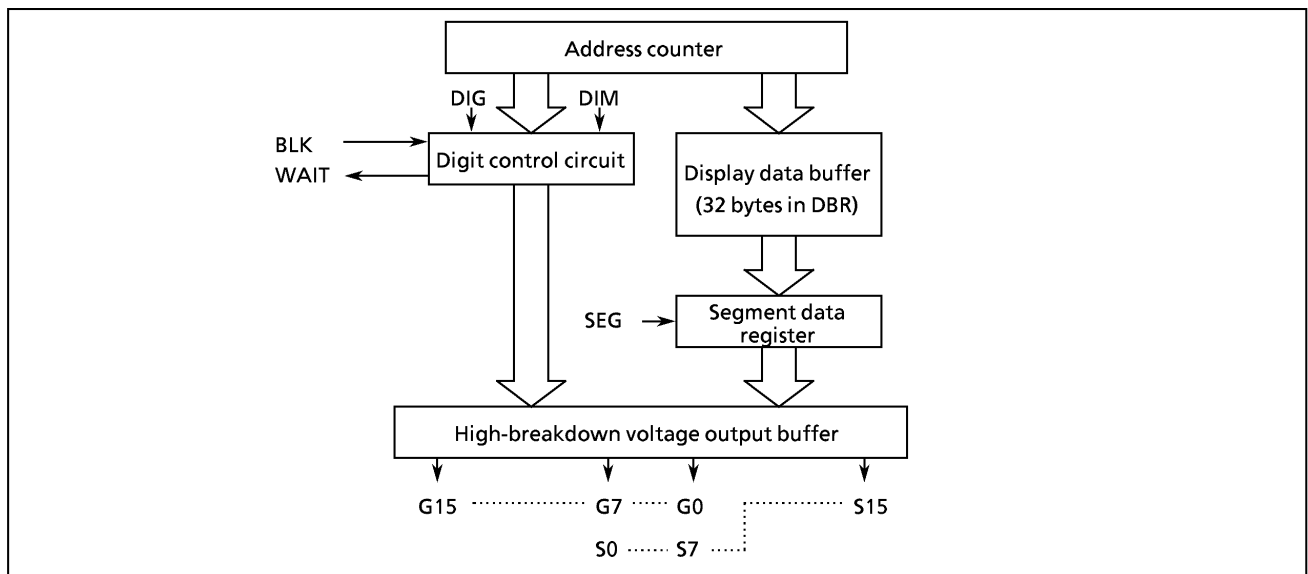 Address counter
DIG DIM
BLK
WAIT
Digit control circuit
Display data buffer
(32 bytes in DBR)
SEG
Segment data
register
High-breakdown voltage output buffer
G15 G7 G0 S15
S0 S7